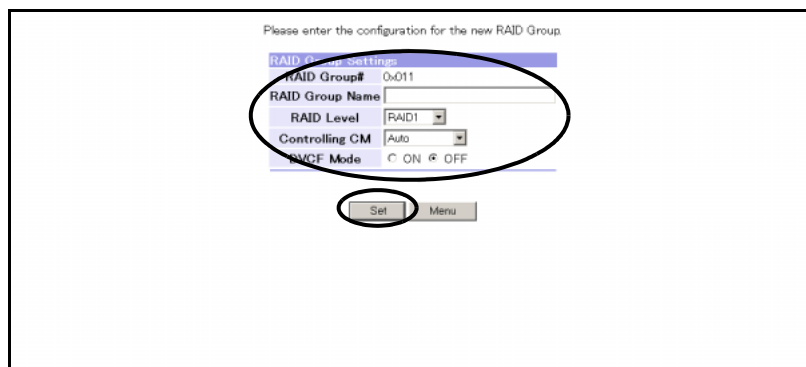 Please enter the configuration for the new RAID Group.
RAID Group Settings
RAID Group# 0x011
RAID Group Name
RAID Level RAID1
Controlling CM Auto
DVCF Mode ON OFF
Set Menu